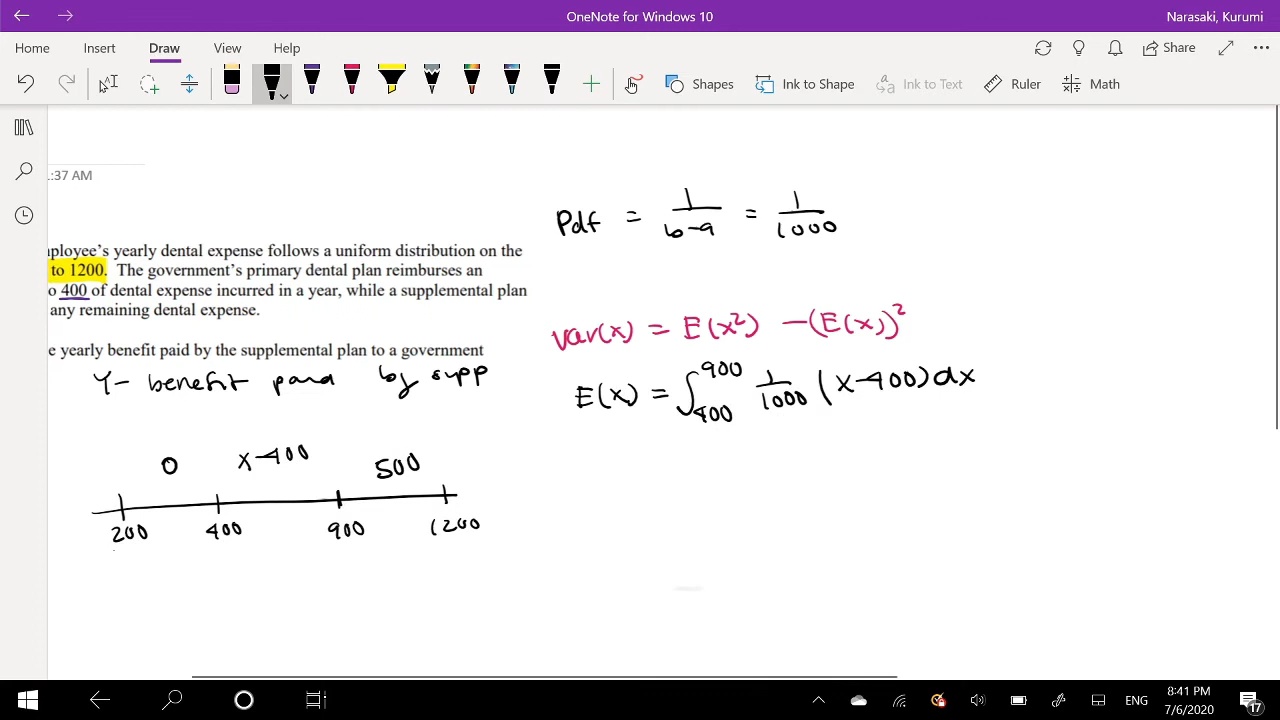 OneNote for Windows 10
Narasaki, Kurumi
Home Insert Draw View Help
Share
Shapes Ink to Shape Ink to Text Ruler Math
:37 AM
Pdf = 1/(b-a) = 1/1000
mployee's yearly dental expense follows a uniform distribution on the
to 1200. The government's primary dental plan reimburses an
o 400 of dental expense incurred in a year, while a supplemental plan
any remaining dental expense.
var(x) = E(x²) - (E(x))²
e yearly benefit paid by the supplemental plan to a government
Y- benefit paid by supp
E(x) = ∫₄₀₀⁹⁰⁰ 1/1000 (x-400)dx
0 x-400 500
200 400 900 1200
ENG
8:41 PM
7/6/2020
17